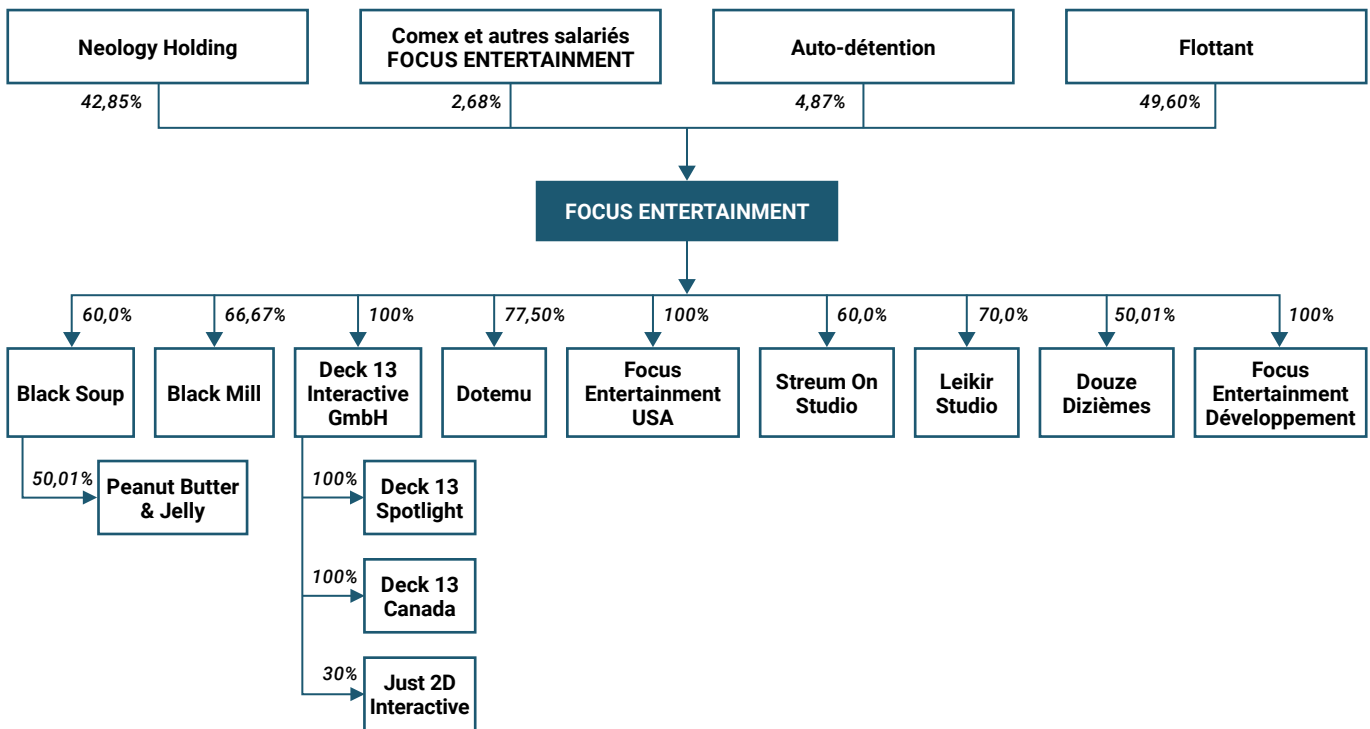 Neology Holding
Comex et autres salariés
FOCUS ENTERTAINMENT
Auto-détention
Flottant
42,85%
2,68%
4,87%
49,60%
FOCUS ENTERTAINMENT
60,0%
66,67%
100%
77,50%
100%
60,0%
70,0%
50,01%
100%
Black Soup
Black Mill
Deck 13
Interactive
GmbH
Dotemu
Focus
Entertainment
USA
Streum On
Studio
Leikir
Studio
Douze
Dizièmes
Focus
Entertainment
Développement
50,01%
Peanut Butter
& Jelly
100%
Deck 13
Spotlight
100%
Deck 13
Canada
30%
Just 2D
Interactive